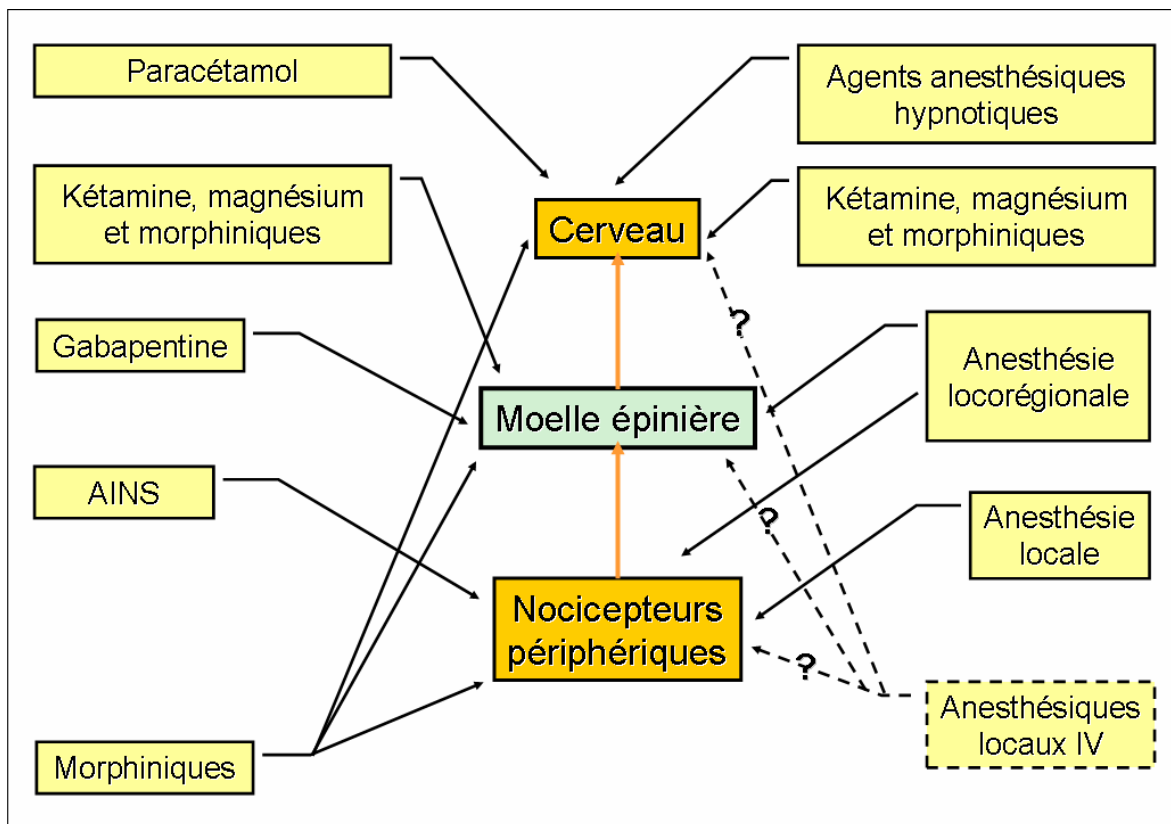 Paracétamol
Agents anesthésiques
hypnotiques
Kétamine, magnésium
et morphiniques
Cerveau
Kétamine, magnésium
et morphiniques
?
Gabapentine
Anesthésie
locorégionale
Moelle épinière
AINS
?
Anesthésie
locale
Nocicepteurs
périphériques
?
Anesthésiques
locaux IV
Morphiniques